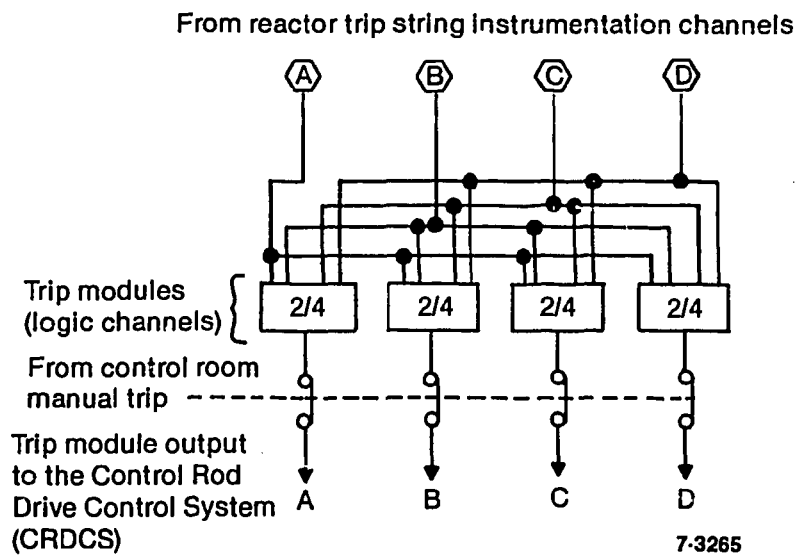 From reactor trip string instrumentation channels
A B C D
Trip modules
(logic channels)
2/4 2/4 2/4 2/4
From control room
manual trip
Trip module output
to the Control Rod
Drive Control System
(CRDCS)
A B C D
7-3265